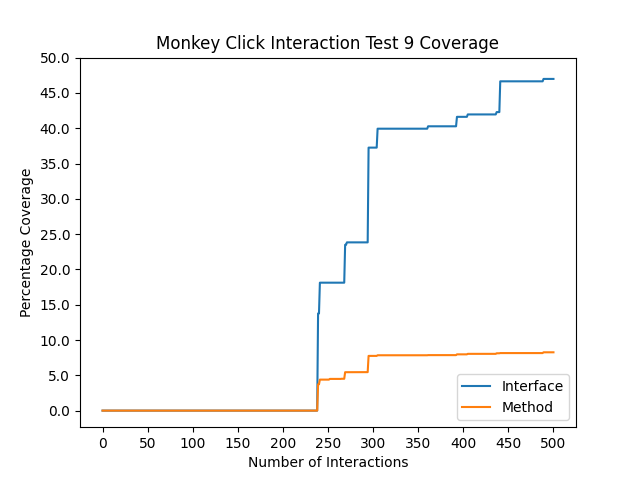 Monkey Click Interaction Test 9 Coverage
Percentage Coverage
50.0
45.0
40.0
35.0
30.0
25.0
20.0
15.0
10.0
5.0
0.0
Interface
Method
0 50 100 150 200 250 300 350 400 450 500
Number of Interactions